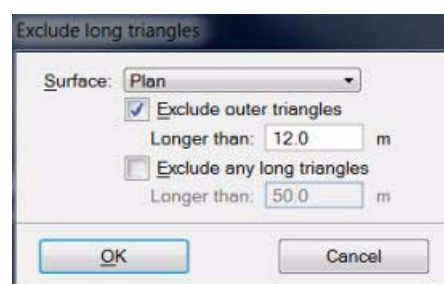 Exclude long triangles
Surface: Plan
Exclude outer triangles
Longer than: 12.0 m
Exclude any long triangles
Longer than: 50.0 m
OK Cancel